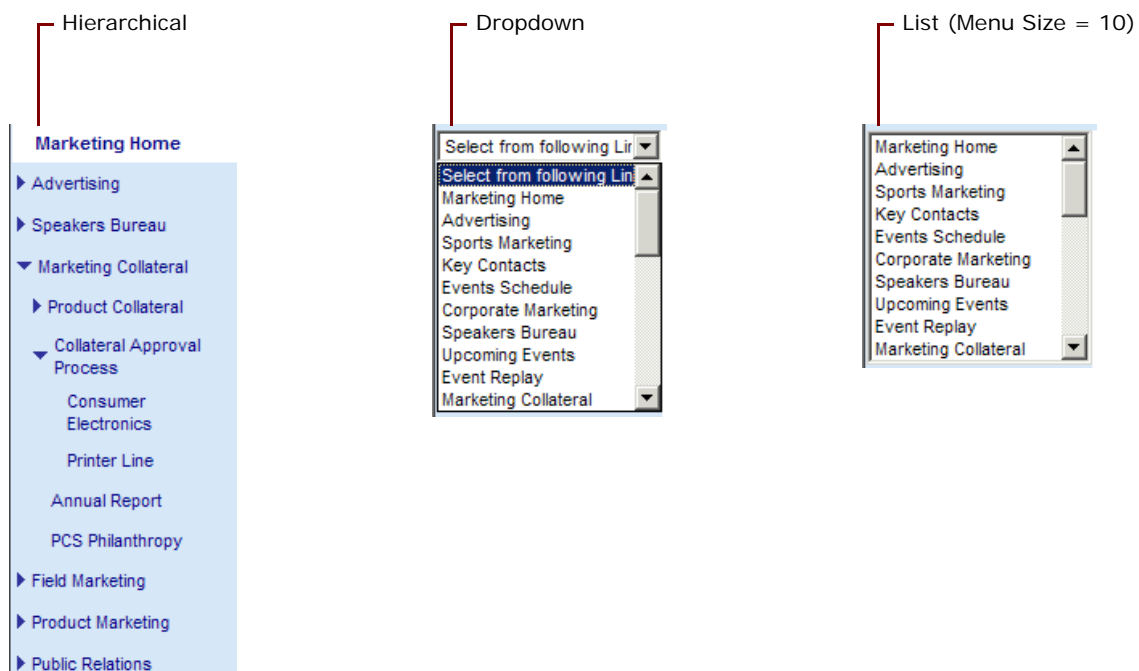 Hierarchical
Dropdown
List (Menu Size = 10)
Marketing Home
Advertising
Speakers Bureau
Marketing Collateral
Product Collateral
Collateral Approval
Process
Consumer
Electronics
Printer Line
Annual Report
PCS Philanthropy
Field Marketing
Product Marketing
Public Relations
Select from following Lir
Select from following Lin
Marketing Home
Advertising
Sports Marketing
Key Contacts
Events Schedule
Corporate Marketing
Speakers Bureau
Upcoming Events
Event Replay
Marketing Collateral
Marketing Home
Advertising
Sports Marketing
Key Contacts
Events Schedule
Corporate Marketing
Speakers Bureau
Upcoming Events
Event Replay
Marketing Collateral